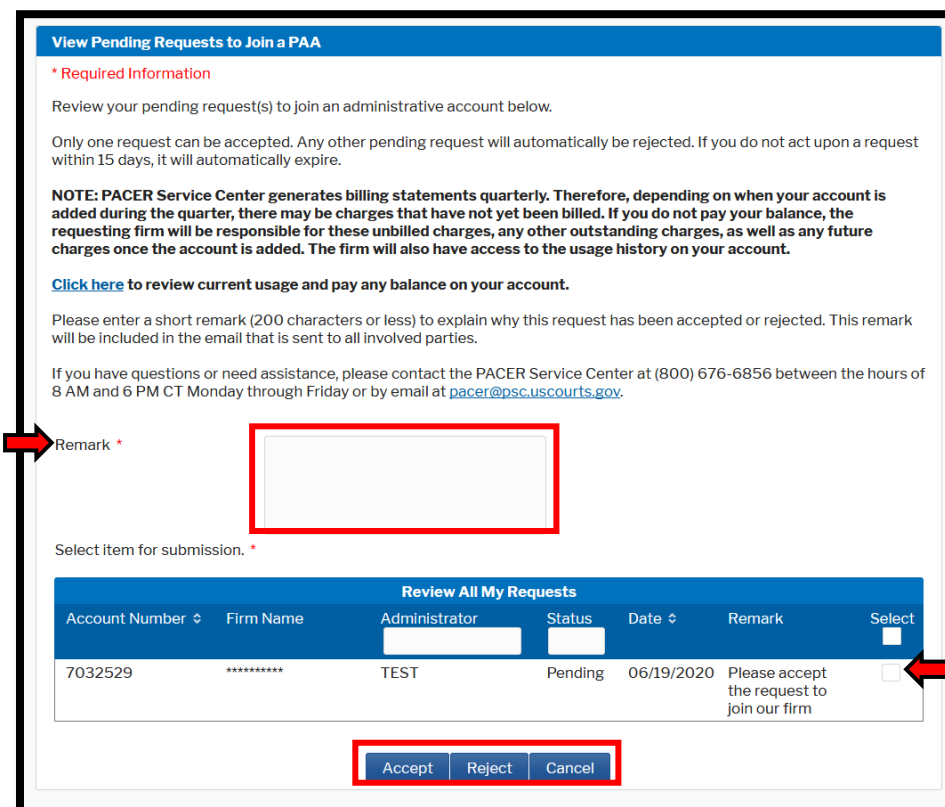 View Pending Requests to Join a PAA
* Required Information
Review your pending request(s) to join an administrative account below.
Only one request can be accepted. Any other pending request will automatically be rejected. If you do not act upon a request
within 15 days, it will automatically expire.
NOTE: PACER Service Center generates billing statements quarterly. Therefore, depending on when your account is
added during the quarter, there may be charges that have not yet been billed. If you do not pay your balance, the
requesting firm will be responsible for these unbilled charges, any other outstanding charges, as well as any future
charges once the account is added. The firm will also have access to the usage history on your account.
Click here to review current usage and pay any balance on your account.
Please enter a short remark (200 characters or less) to explain why this request has been accepted or rejected. This remark
will be included in the email that is sent to all involved parties.
If you have questions or need assistance, please contact the PACER Service Center at (800) 676-6856 between the hours of
8 AM and 6 PM CT Monday through Friday or by email at pacer@psc.uscourts.gov.
Remark *
Select item for submission. *
Review All My Requests
Account Number Firm Name Administrator Status Date Remark Select
7032529 ********** TEST Pending 06/19/2020 Please accept
the request to
join our firm
Accept Reject Cancel